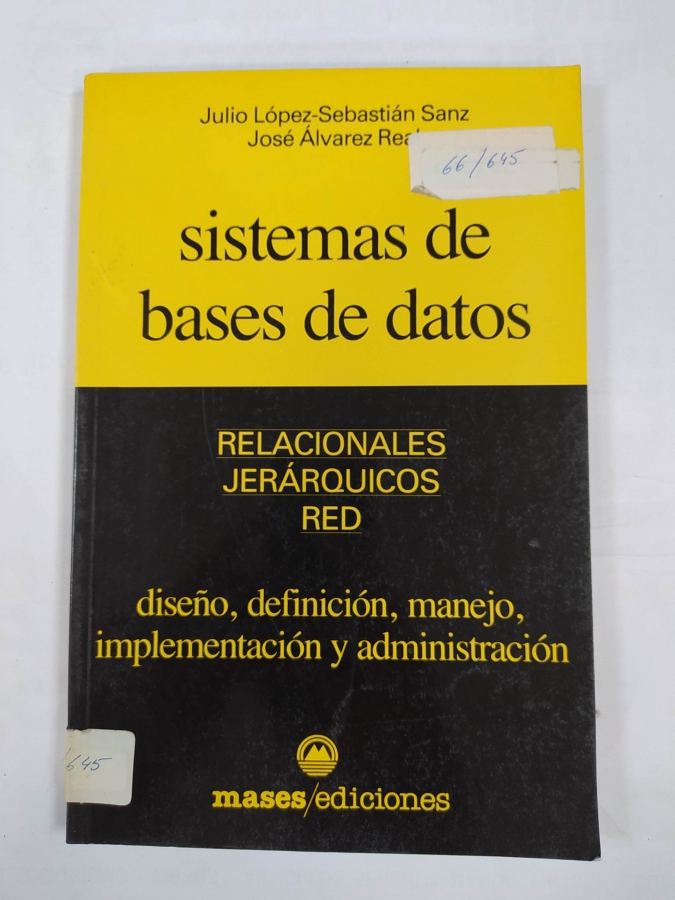 Julio López-Sebastián Sanz
José Álvarez
66/645
sistemas de
bases de datos
RELACIONALES
JERÁRQUICOS
RED
diseño, definición, manejo,
implementación y administración
645
mases/ediciones